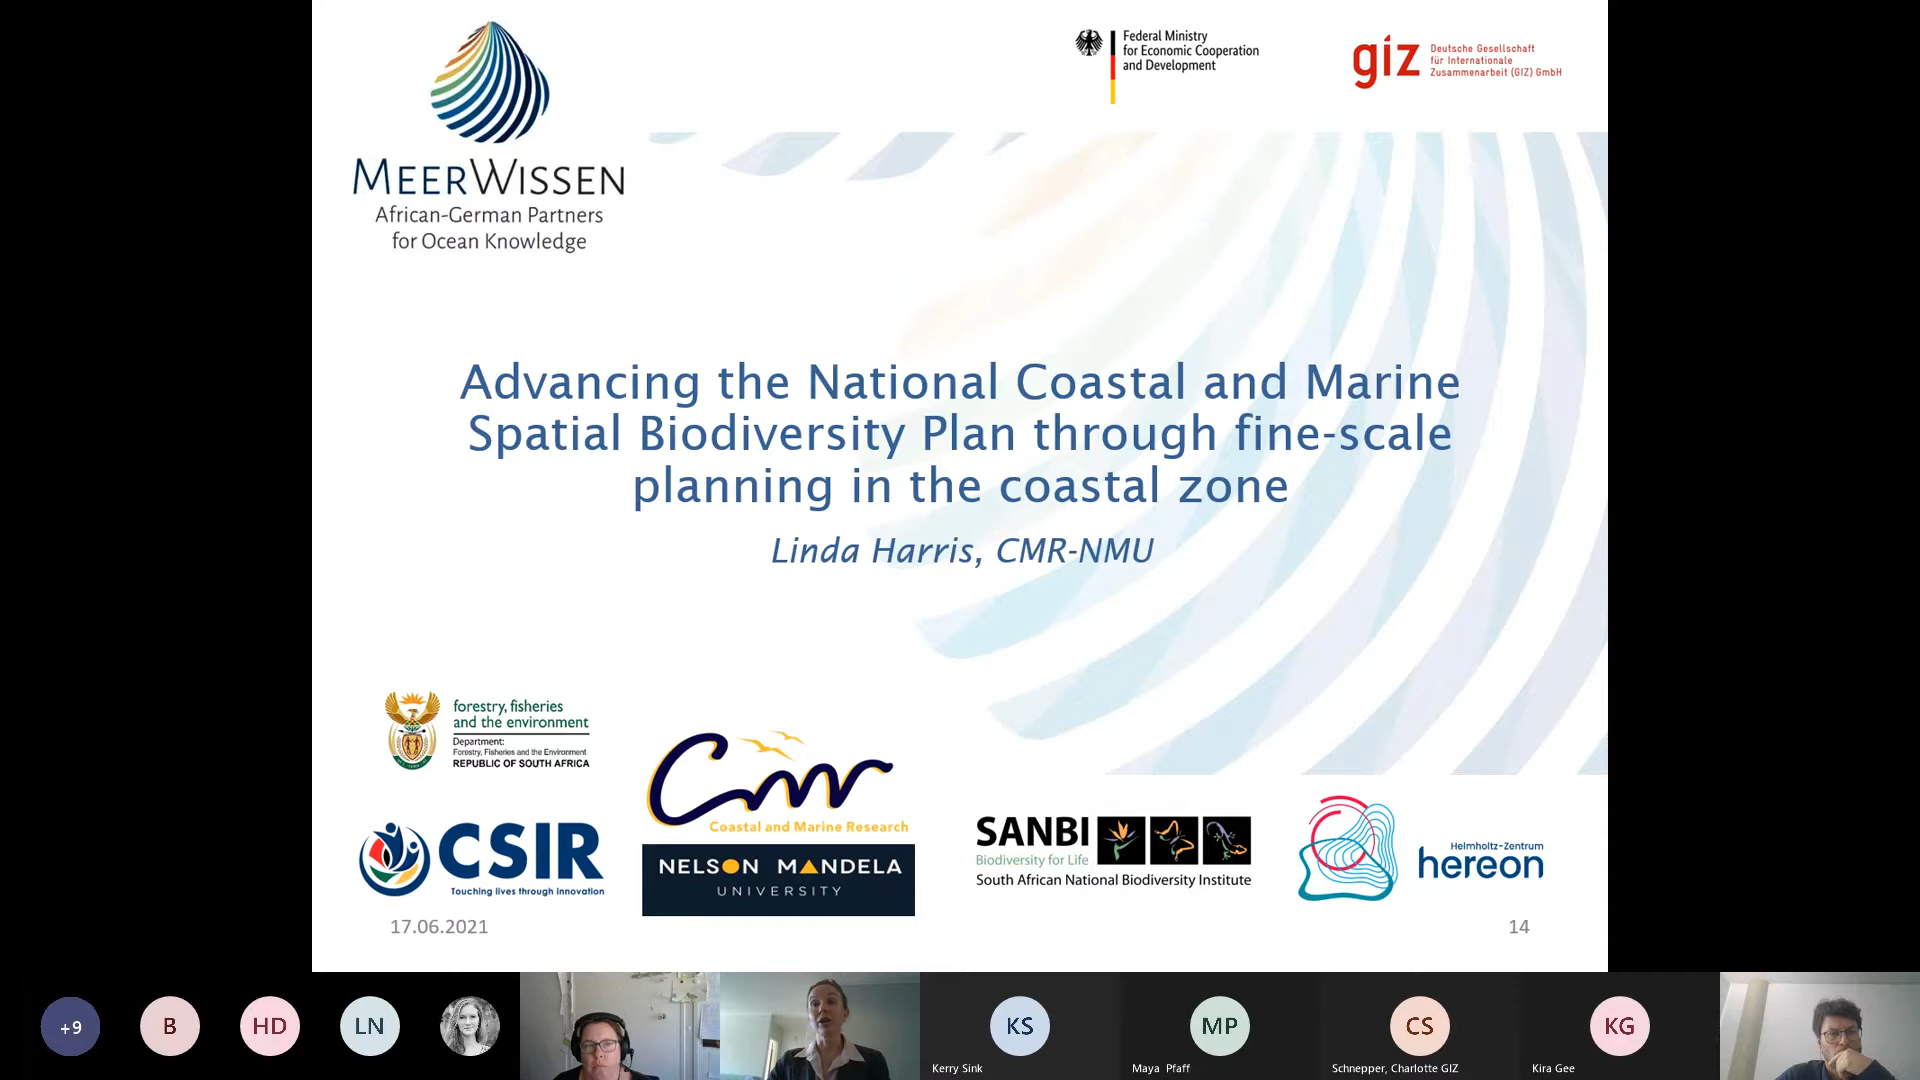 MEERWISSEN
African-German Partners
for Ocean Knowledge
Federal Ministry
for Economic Cooperation
and Development
giz
Deutsche Gesellschaft
für Internationale
Zusammenarbeit (GIZ) GmbH
Advancing the National Coastal and Marine
Spatial Biodiversity Plan through fine-scale
planning in the coastal zone
Linda Harris, CMR-NMU
forestry, fisheries
and the environment
Department:
Forestry, Fisheries and the Environment
REPUBLIC OF SOUTH AFRICA
CSIR
Touching lives through innovation
Cmr
Coastal and Marine Research
NELSON MANDELA
UNIVERSITY
SANBI
Biodiversity for Life
South African National Biodiversity Institute
Helmholtz-Zentrum
hereon
17.06.2021
14
+9
B
HD
LN
KS
Kerry Sink
MP
Maya Pfaff
CS
Schnepper, Charlotte GIZ
KG
Kira Gee